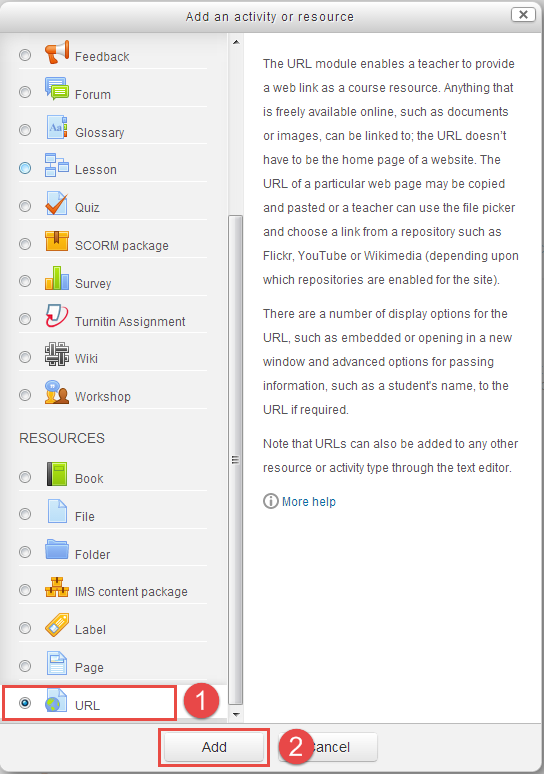 Add an activity or resource
Feedback
Forum
Glossary
Lesson
Quiz
SCORM package
Survey
Turnitin Assignment
Wiki
Workshop
RESOURCES
Book
File
Folder
IMS content package
Label
Page
URL
1
The URL module enables a teacher to provide
a web link as a course resource. Anything that
is freely available online, such as documents
or images, can be linked to; the URL doesn't
have to be the home page of a website. The
URL of a particular web page may be copied
and pasted or a teacher can use the file picker
and choose a link from a repository such as
Flickr, YouTube or Wikimedia (depending upon
which repositories are enabled for the site).
There are a number of display options for the
URL, such as embedded or opening in a new
window and advanced options for passing
information, such as a student's name, to the
URL if required.
Note that URLs can also be added to any other
resource or activity type through the text editor.
More help
Add
2
Cancel